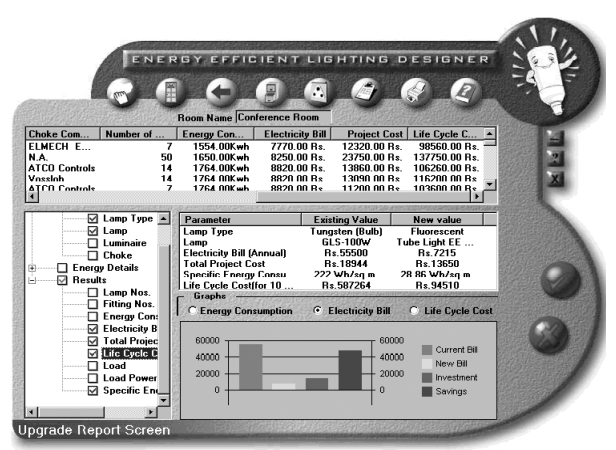 ENERGY EFFICIENT LIGHTING DESIGNER
Room Name Conference Room
Choke Com... Number of ... Energy Con... Electricity Bill Project Cost Life Cycle C...
ELMECH E... 7 1554.00Kwh 7770.00 Rs. 12320.00 Rs. 98560.00 Rs.
N.A. 50 1650.00Kwh 8250.00 Rs. 23750.00 Rs. 137750.00 Rs.
ATCO Controls 14 1764.00Kwh 8820.00 Rs. 13860.00 Rs. 106260.00 Rs.
Vossloh 14 1764.00Kwh 8820.00 Rs. 13090.00 Rs. 116200.00 Rs.
ATCO Controls 7 1764.00Kwh 8820.00 Rs. 11200.00 Rs. 103600.00 Rs.
Lamp Type
Lamp
Luminaire
Choke
Energy Details
Results
Lamp Nos.
Fitting Nos.
Energy Cons
Electricity B
Total Projec
Life Cycle C
Load
Load Power
Specific Ene
Parameter Existing Value New value
Lamp Type Tungsten (Bulb) Fluorescent
Lamp GLS-100W Tube Light EE ...
Electricity Bill (Annual) Rs.55500 Rs.7215
Total Project Cost Rs.18944 Rs.13650
Specific Energy Consu 222 Wh/sq m 28.86 Wh/sq m
Life Cycle Cost(for 10 ... Rs.587264 Rs.94510
Graphs
Energy Consumption Electricity Bill Life Cycle Cost
60000 60000
40000 40000
20000 20000
0 0
Current Bill
New Bill
Investment
Savings
Upgrade Report Screen